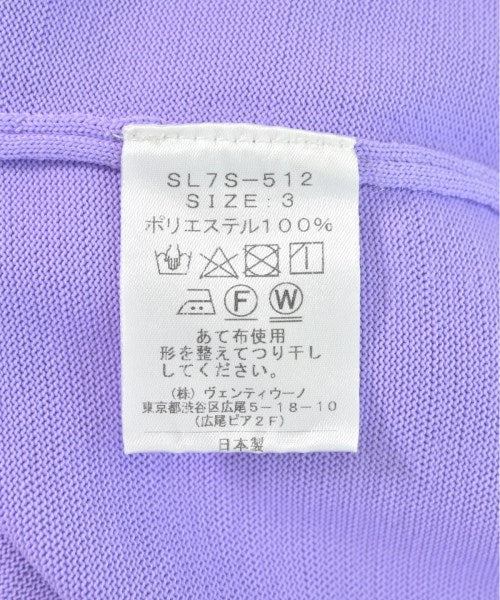 SL7S-512
SIZE:3
ポリエステル100%
F W
あて布使用
形を整えてつり干し
してください。
(株)ヴェンティウーノ
東京都渋谷区広尾5-18-10
(広尾ピア2F)
日本製